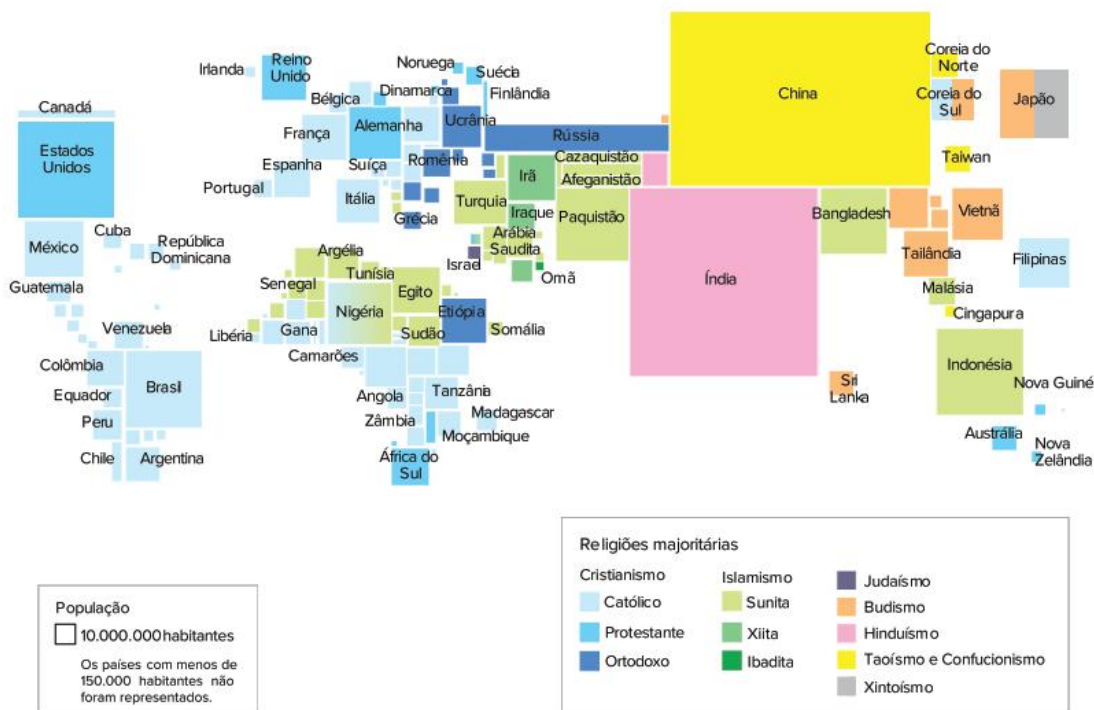 Canadá
Estados
Unidos
México
Cuba
República
Dominicana
Guatemala
Venezuela
Colômbia
Equador
Peru
Brasil
Chile
Argentina
Irlanda
Reino
Unido
Noruega
Suécia
Dinamarca
Finlândia
Bélgica
França
Alemanha
Ucrânia
Rússia
Espanha
Suíça
Romênia
Portugal
Itália
Grécia
Turquia
Irã
Iraque
Cazaquistão
Afeganistão
Paquistão
Arábia
Saudita
Israel
Omã
Argélia
Tunísia
Senegal
Egito
Nigéria
Etiópia
Libéria
Gana
Sudão
Somália
Camarões
Angola
Tanzânia
Zâmbia
Madagascar
Moçambique
África do
Sul
China
Coreia do
Norte
Coreia do
Sul
Japão
Taiwan
Bangladesh
Vietnã
Tailândia
Filipinas
Índia
Malásia
Cingapura
Sri
Lanka
Indonésia
Nova Guiné
Austrália
Nova
Zelândia
População
10.000.000 habitantes
Os países com menos de
150.000 habitantes não
foram representados.
Religiões majoritárias
Cristianismo
Católico
Protestante
Ortodoxo
Islamismo
Sunita
Xiita
Ibadita
Judaísmo
Budismo
Hinduísmo
Taoísmo e Confucionismo
Xintoísmo